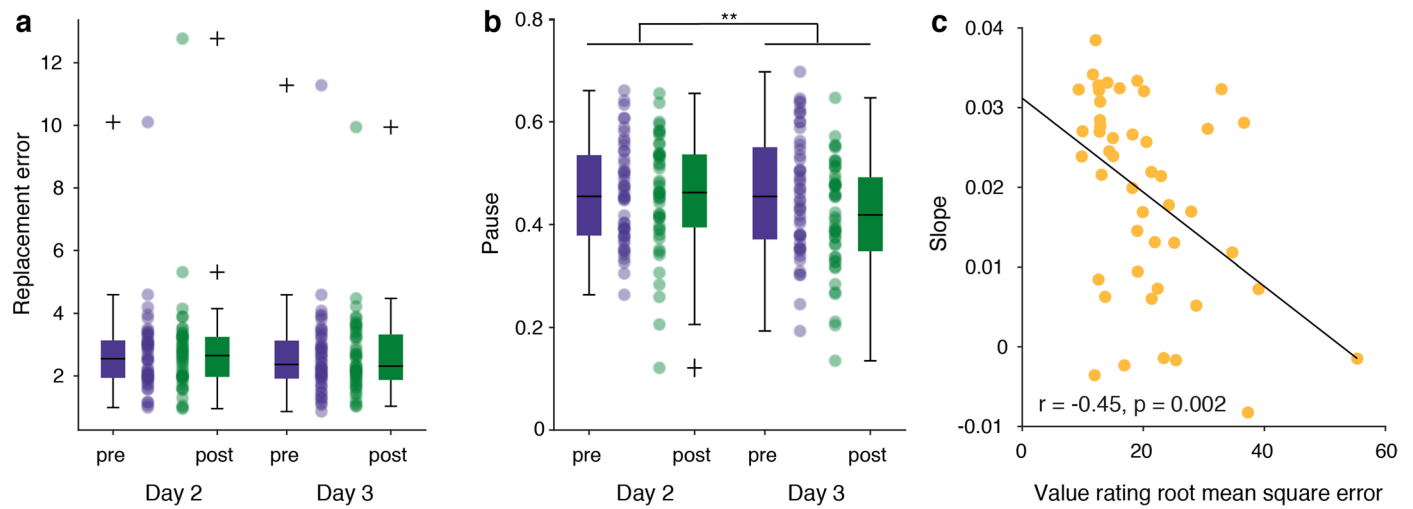 a
Replacement error
12
10
8
6
4
2
pre
post
pre
post
Day 2
Day 3
b
**
Pause
0.8
0.6
0.4
0.2
0
pre
post
pre
post
Day 2
Day 3
c
Slope
0.04
0.03
0.02
0.01
0
-0.01
r = -0.45, p = 0.002
0
20
40
60
Value rating root mean square error